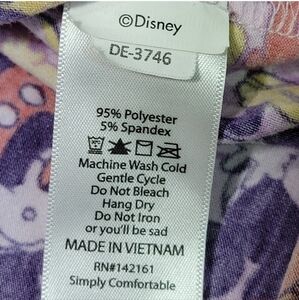 ©Disney
DE-3746
95% Polyester
5% Spandex
Machine Wash Cold
Gentle Cycle
Do Not Bleach
Hang Dry
Do Not Iron
or you'll be sad
MADE IN VIETNAM
RN#142161
Simply Comfortable